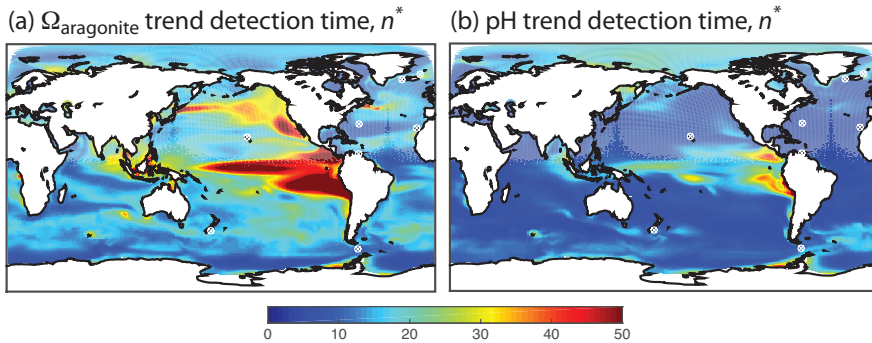 (a) Ωaragonite trend detection time, n*
(b) pH trend detection time, n*
0 10 20 30 40 50